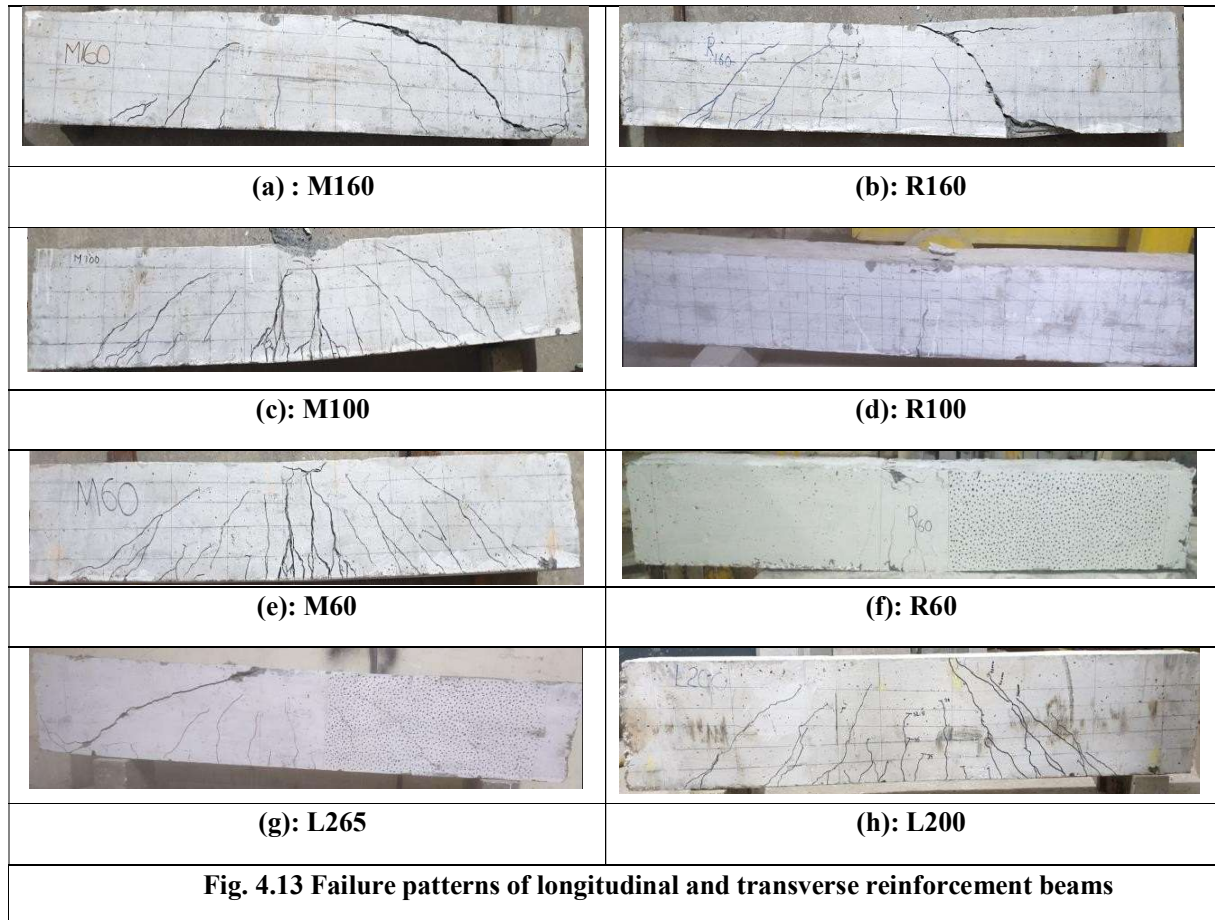 M160
R160
(a) : M160
(b): R160
M100
(c): M100
(d): R100
M60
R60
(e): M60
(f): R60
L200
(g): L265
(h): L200
Fig. 4.13 Failure patterns of longitudinal and transverse reinforcement beams